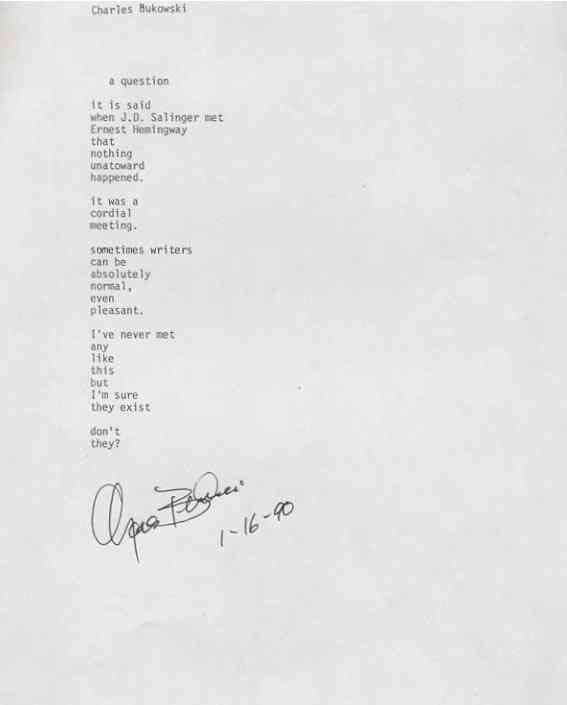 Charles Bukowski
a question
it is said
when J.D. Salinger met
Ernest Hemingway
that
nothing
unatoward
happened.
it was a
cordial
meeting.
sometimes writers
can be
absolutely
normal,
even
pleasant.
I've never met
any
like
this
but
I'm sure
they exist
don't
they?
1-16-90